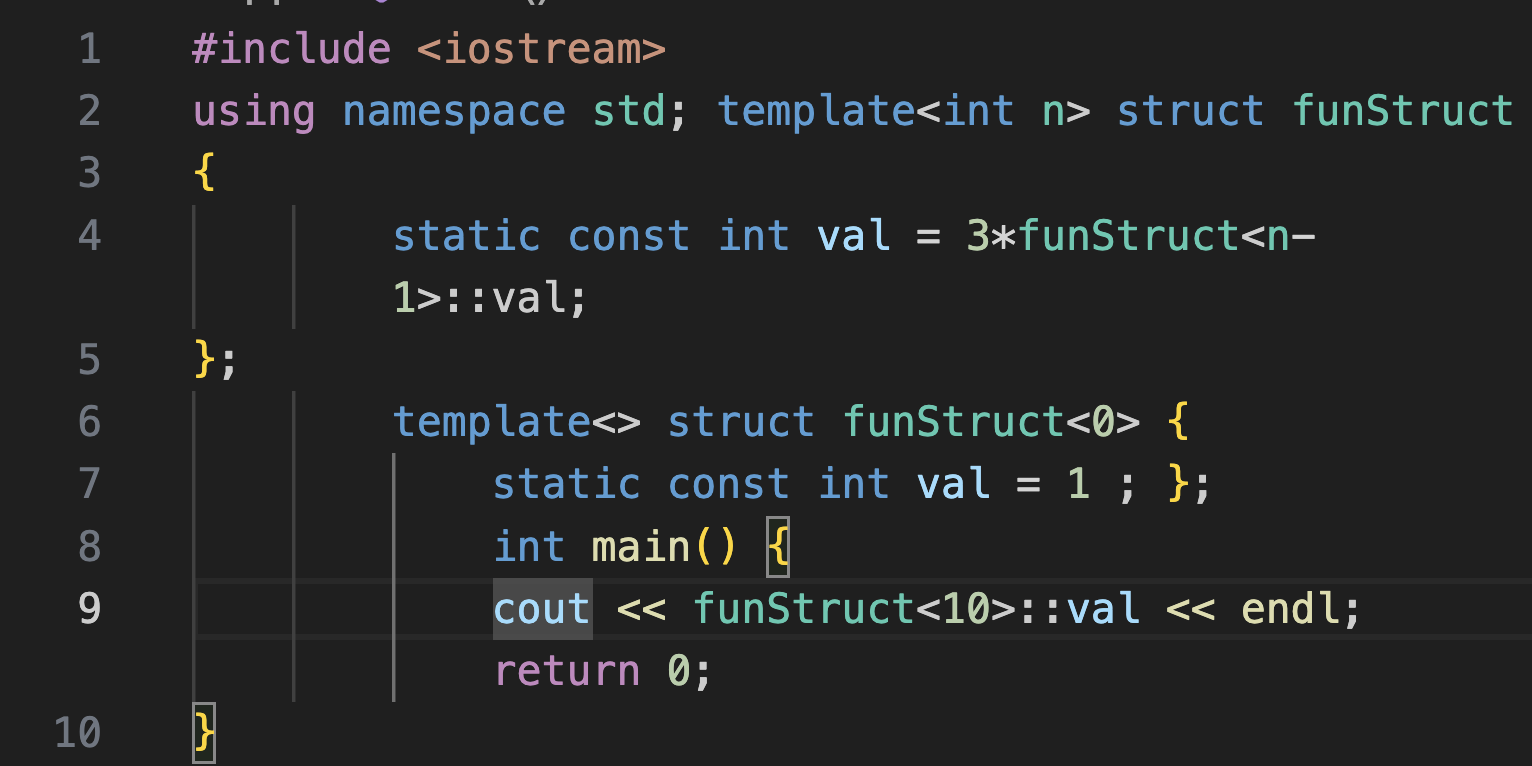 1 #include <iostream>
2 using namespace std; template<int n> struct funStruct
3 {
4 static const int val = 3*funStruct<n-
1>::val;
5 };
6 template<> struct funStruct<0> {
7 static const int val = 1 ; };
8 int main() {
9 cout << funStruct<10>::val << endl;
return 0;
10 }